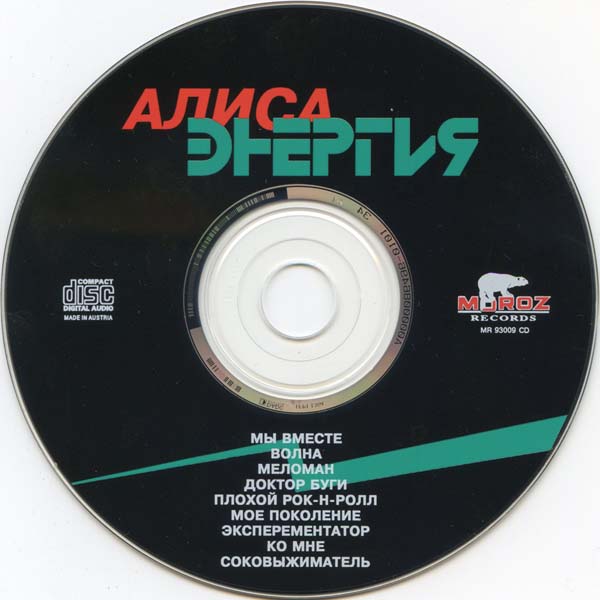 АЛИСА
ЭНЕРГИЯ
COMPACT
disc
DIGITAL AUDIO
MADE IN AUSTRIA
MOROZ
RECORDS
MR 93009 CD
МЫ ВМЕСТЕ
ВОЛНА
МЕЛОМАН
ДОКТОР БУГИ
ПЛОХОЙ РОК-Н-РОЛЛ
МОЕ ПОКОЛЕНИЕ
ЭКСПЕРЕМЕНТАТОР
КО МНЕ
СОКОВЫЖИМАТЕЛЬ